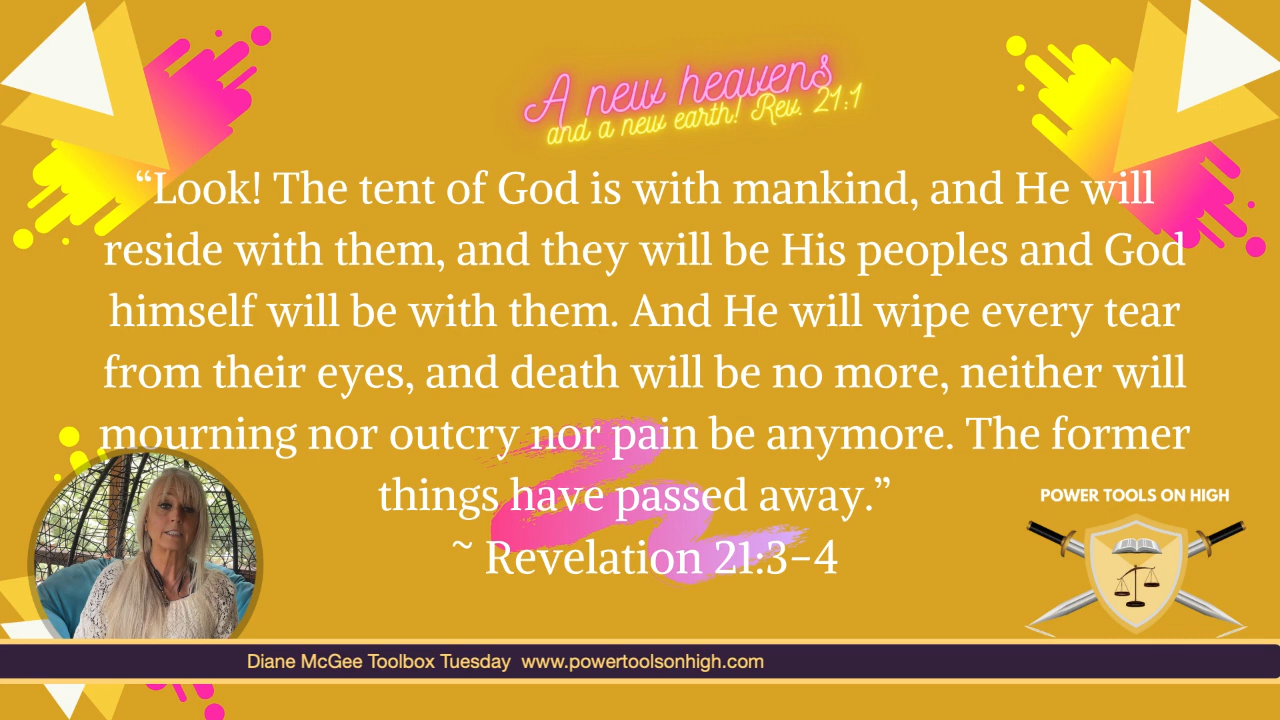 A new heavens
and a new earth! Rev. 21:1
“Look! The tent of God is with mankind, and He will
reside with them, and they will be His peoples and God
himself will be with them. And He will wipe every tear
from their eyes, and death will be no more, neither will
mourning nor outcry nor pain be anymore. The former
things have passed away.”
~ Revelation 21:3-4
POWER TOOLS ON HIGH
Diane McGee Toolbox Tuesday  www.powertoolsonhigh.com